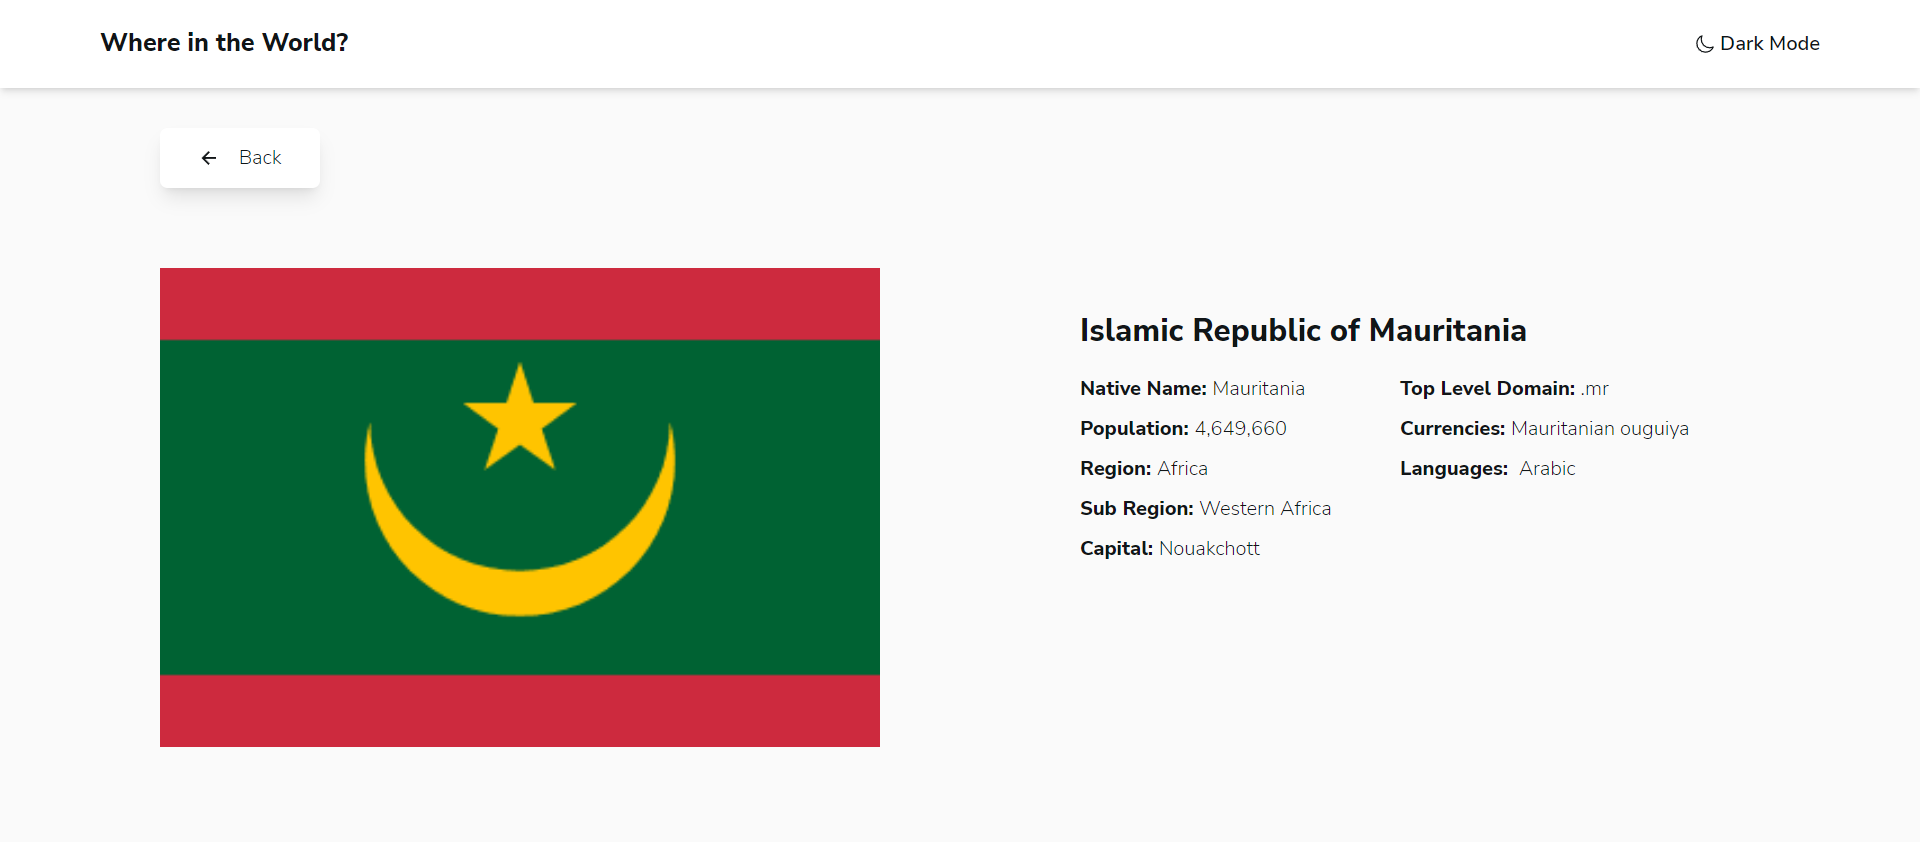 Where in the World?
Dark Mode
Back
Islamic Republic of Mauritania
Native Name: Mauritania
Population: 4,649,660
Region: Africa
Sub Region: Western Africa
Capital: Nouakchott
Top Level Domain: .mr
Currencies: Mauritanian ouguiya
Languages: Arabic